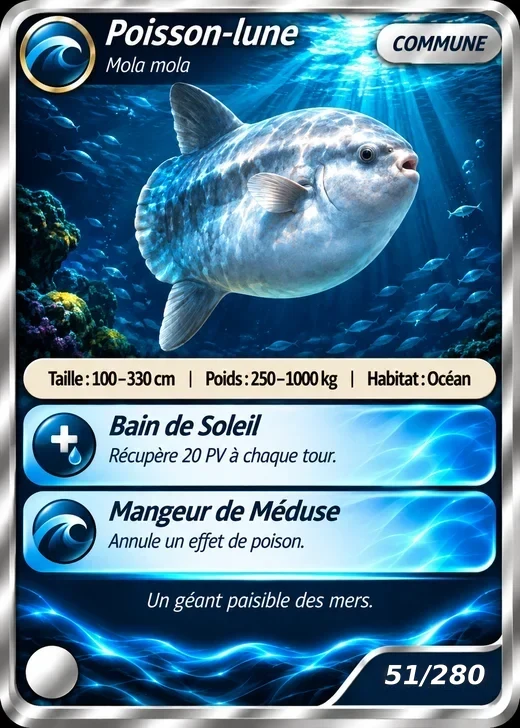 Poisson-lune
COMMUNE
Mola mola
Taille : 100–330 cm | Poids : 250–1000 kg | Habitat : Océan
Bain de Soleil
Récupère 20 PV à chaque tour.
Mangeur de Méduse
Annule un effet de poison.
Un géant paisible des mers.
51/280